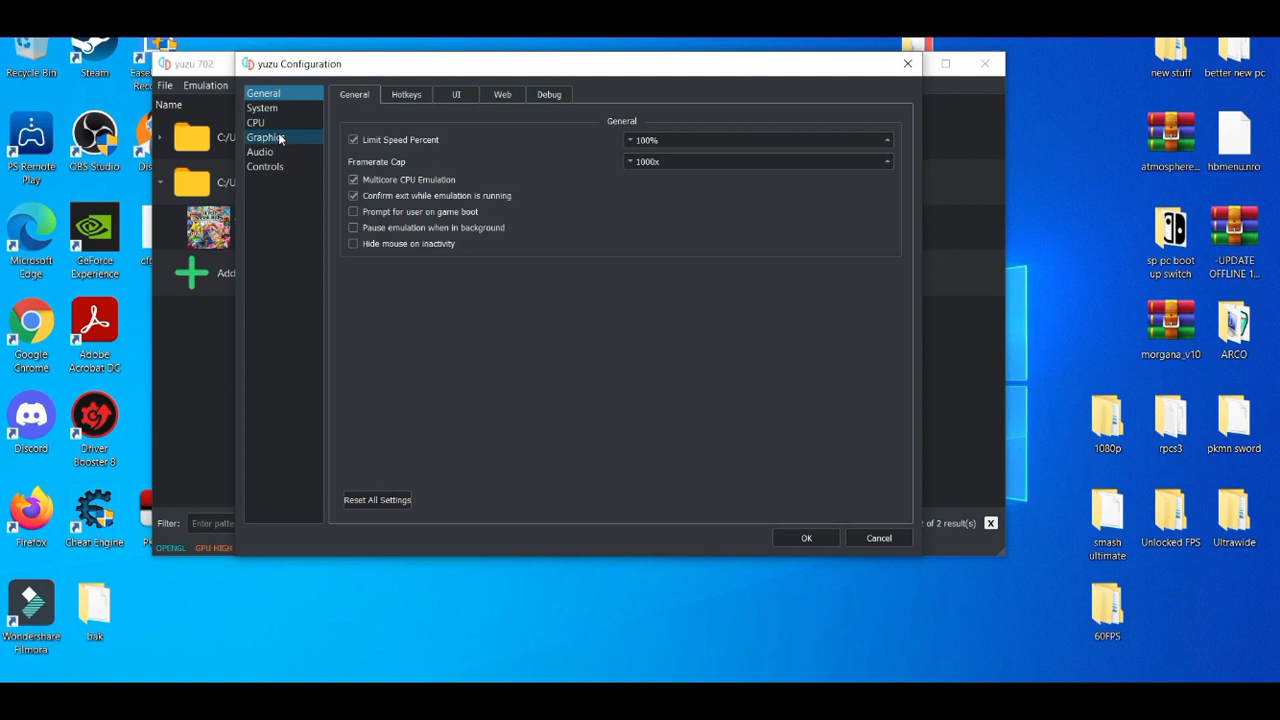 Recycle Bin
Steam
Ease
Reco
PS Remote
Play
OBS Studio
Dis
Microsoft
Edge
GeForce
Experience
Google
Chrome
Adobe
Acrobat DC
Discord
Driver
Booster 8
Firefox
Cheat Engine
Wondershare
Filmora
bak
yuzu 702
File
Emulation
Name
C:/U
C:/U
Add
Filter:
Enter patte
of 2 result(s)
X
OPENGL
GPU HIGH
yuzu Configuration
General
System
CPU
Graphics
Audio
Controls
General
Hotkeys
UI
Web
Debug
General
Limit Speed Percent
100%
Framerate Cap
1000x
Multicore CPU Emulation
Confirm exit while emulation is running
Prompt for user on game boot
Pause emulation when in background
Hide mouse on inactivity
Reset All Settings
OK
Cancel
new stuff
better new pc
atmosphere...
hbmenu.nro
sp pc boot
up switch
-UPDATE
OFFLINE 1...
morgana_v10
ARCO
1080p
rpcs3
pkmn sword
smash
ultimate
Unlocked FPS
Ultrawide
60FPS